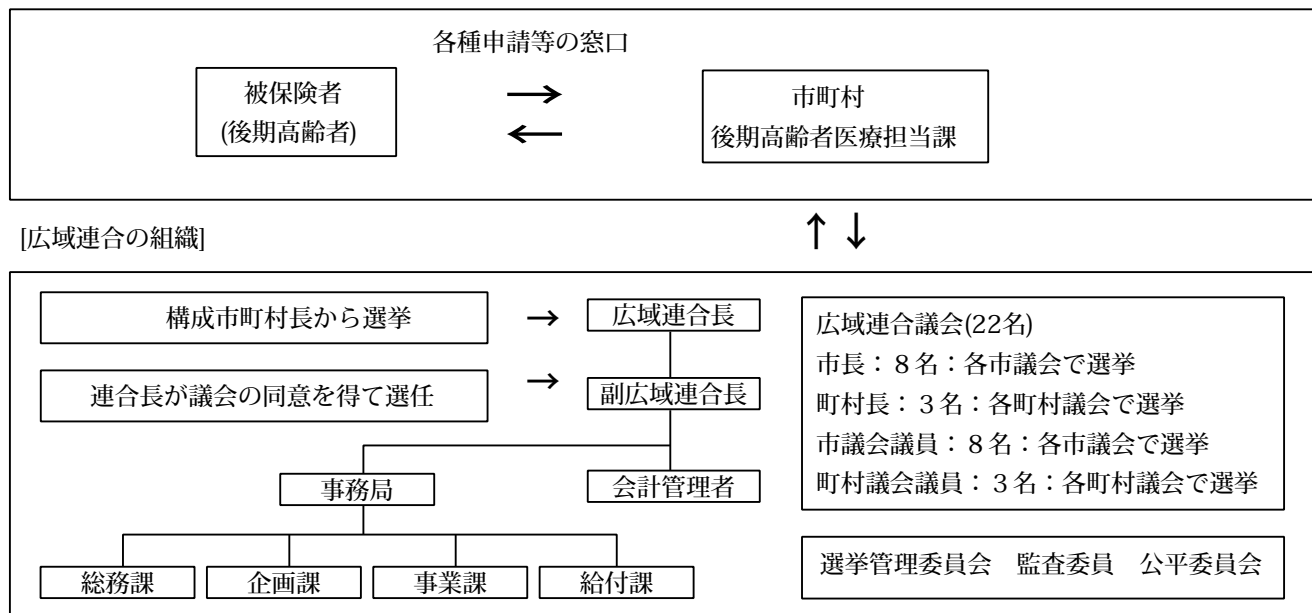 各種申請等の窓口
被保険者
(後期高齢者)
→
←
市町村
後期高齢者医療担当課
↑↓
[広域連合の組織]
構成市町村長から選挙
→
広域連合長
連合長が議会の同意を得て選任
→
副広域連合長
事務局
会計管理者
総務課
企画課
事業課
給付課
広域連合議会(22名)
市長：８名：各市議会で選挙
町村長：３名：各町村議会で選挙
市議会議員：８名：各市議会で選挙
町村議会議員：３名：各町村議会で選挙
選挙管理委員会　監査委員　公平委員会